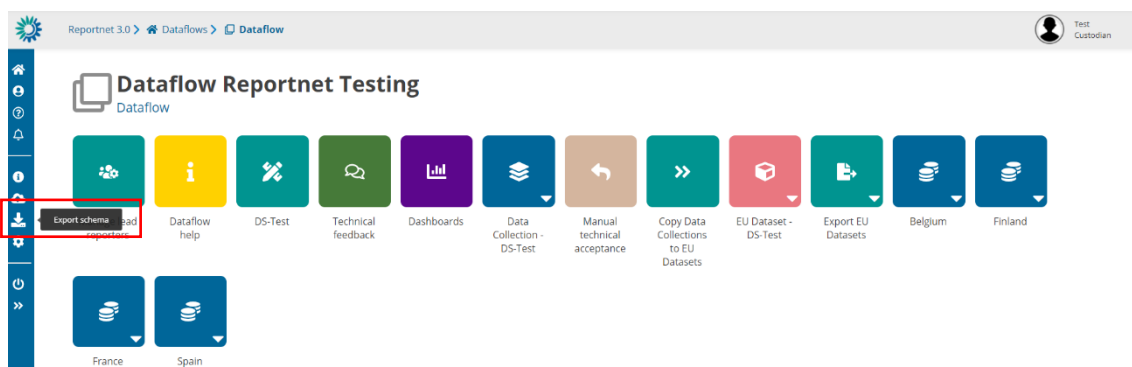 Reportnet 3.0 Dataflows Dataflow
Test
Custodian
Dataflow Reportnet Testing
Dataflow
Export schema
ead
reporters
Dataflow
help
DS-Test
Technical
feedback
Dashboards
Data
Collection -
DS-Test
Manual
technical
acceptance
Copy Data
Collections
to EU
Datasets
EU Dataset -
DS-Test
Export EU
Datasets
Belgium
Finland
France
Spain